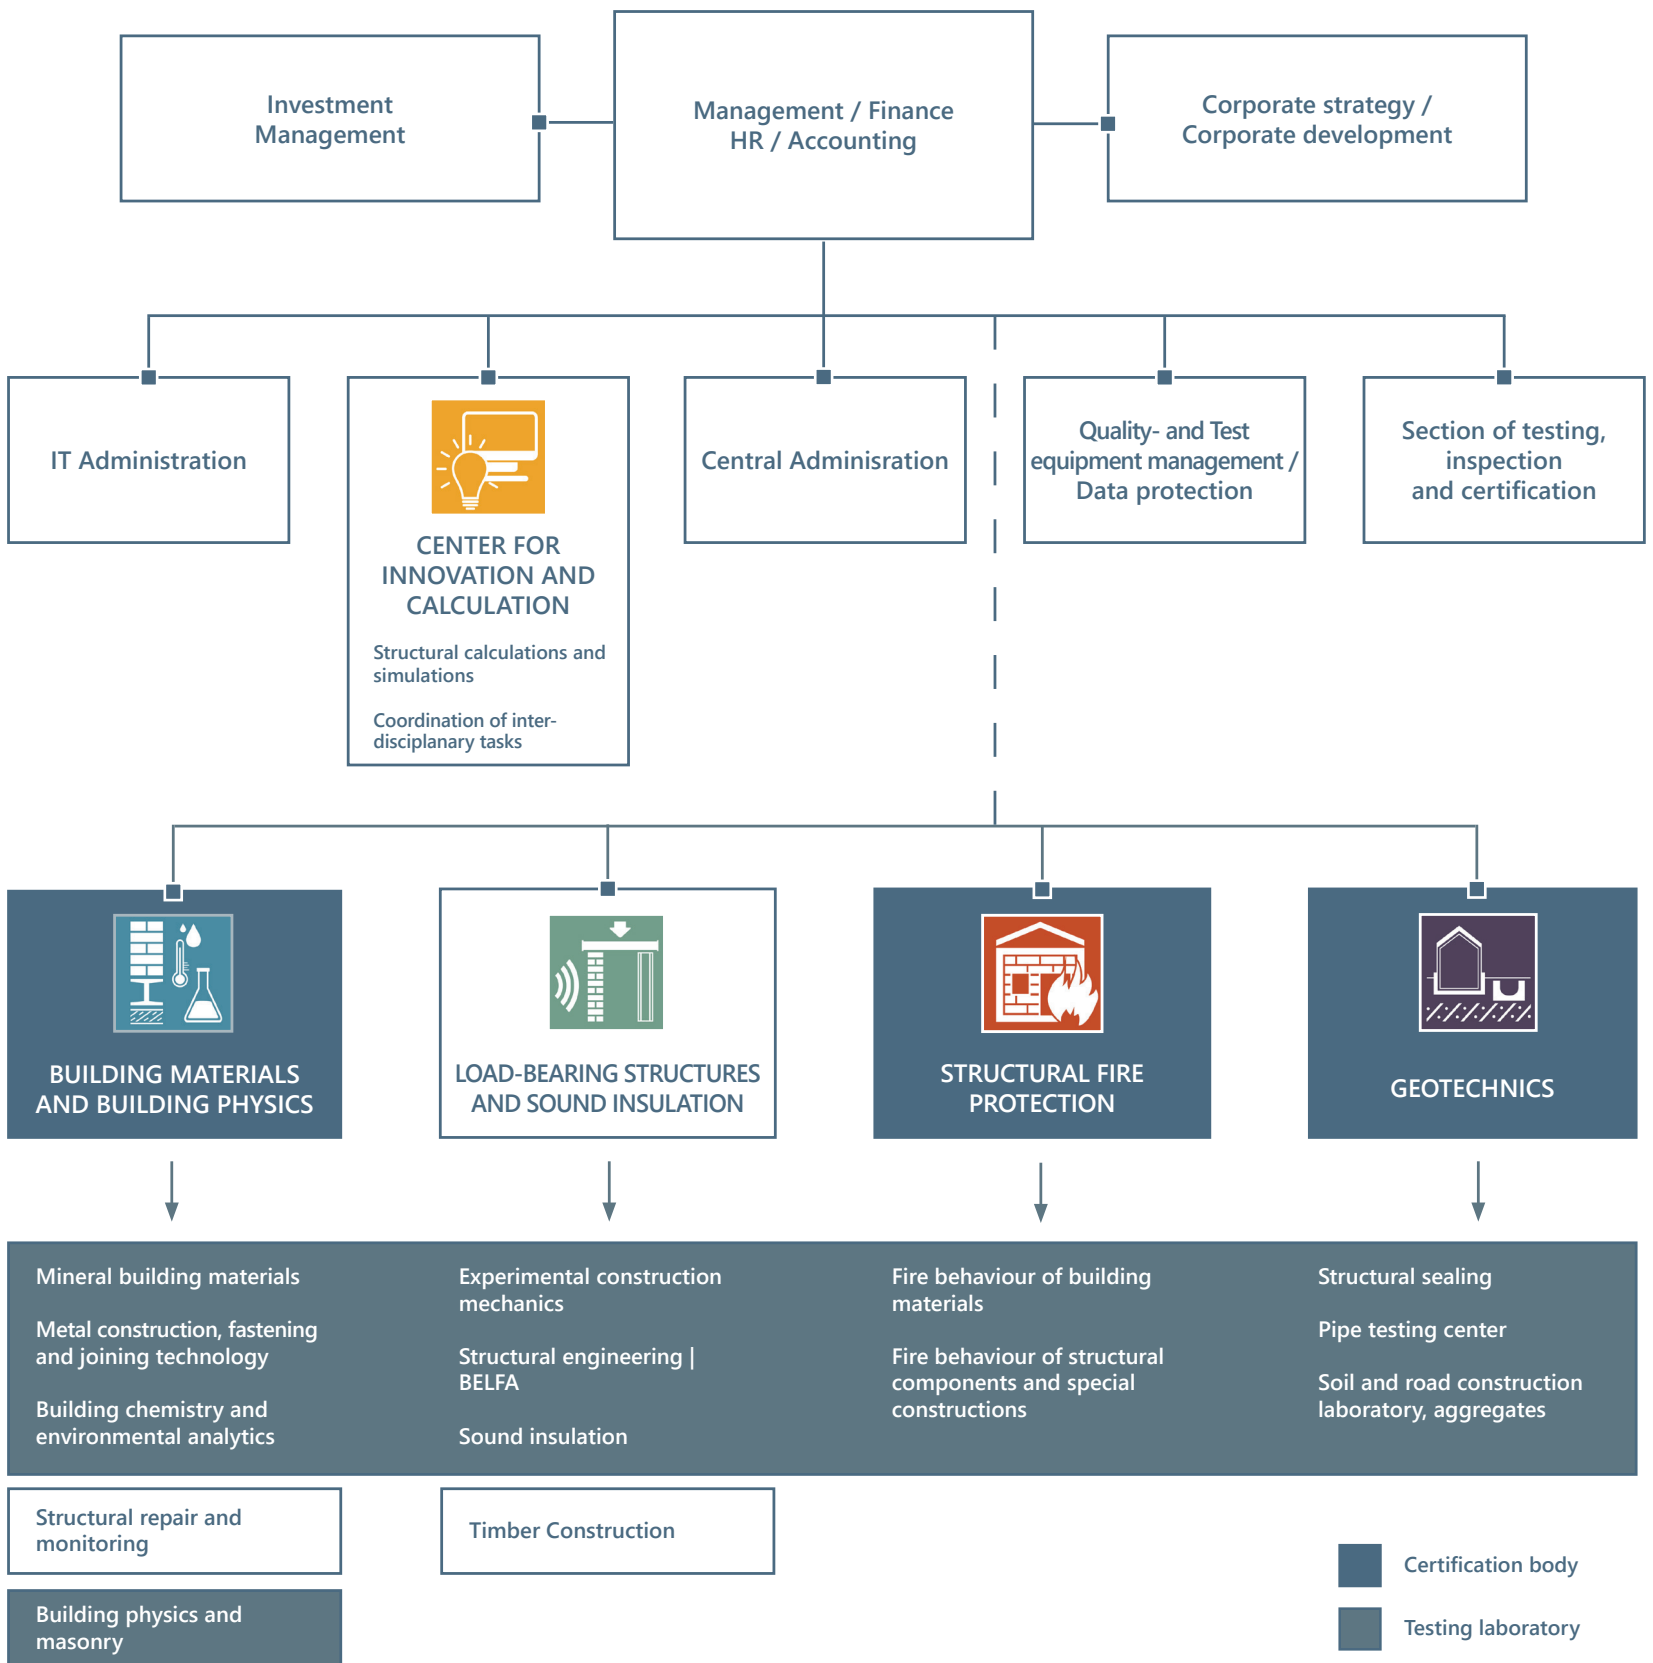 Investment
Management
Management / Finance
HR / Accounting
Corporate strategy /
Corporate development
IT Administration
CENTER FOR
INNOVATION AND
CALCULATION
Structural calculations and
simulations
Coordination of inter-
disciplanary tasks
Central Adminisration
Quality- and Test
equipment management /
Data protection
Section of testing,
inspection
and certification
BUILDING MATERIALS
AND BUILDING PHYSICS
LOAD-BEARING STRUCTURES
AND SOUND INSULATION
STRUCTURAL FIRE
PROTECTION
GEOTECHNICS
Mineral building materials
Metal construction, fastening
and joining technology
Building chemistry and
environmental analytics
Experimental construction
mechanics
Structural engineering |
BELFA
Sound insulation
Fire behaviour of building
materials
Fire behaviour of structural
components and special
constructions
Structural sealing
Pipe testing center
Soil and road construction
laboratory, aggregates
Structural repair and
monitoring
Timber Construction
Building physics and
masonry
Certification body
Testing laboratory